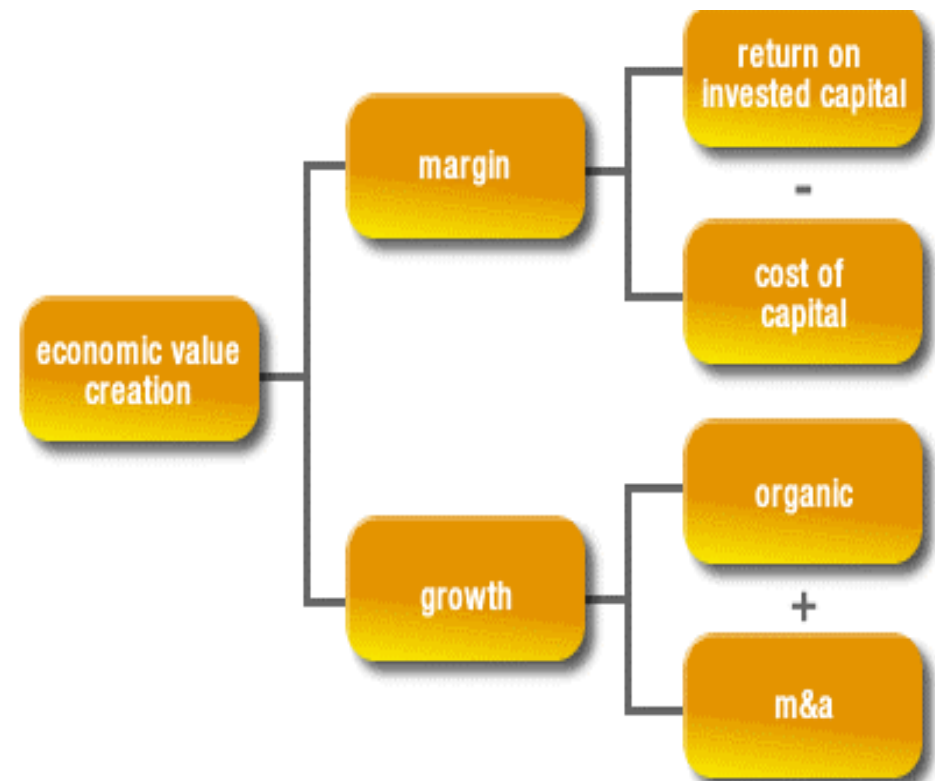 return on
invested capital
margin
-
cost of
capital
economic value
creation
organic
growth
+
m&a